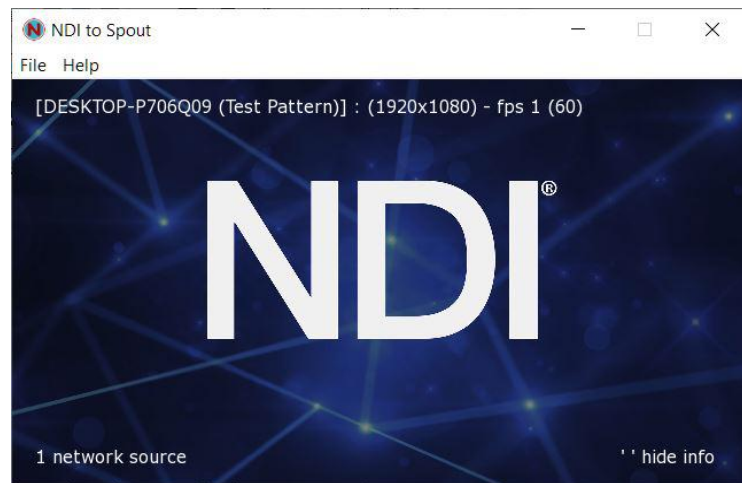 NDI to Spout
File Help
[DESKTOP-P706Q09 (Test Pattern)] : (1920x1080) - fps 1 (60)
NDI®
1 network source ' ' hide info